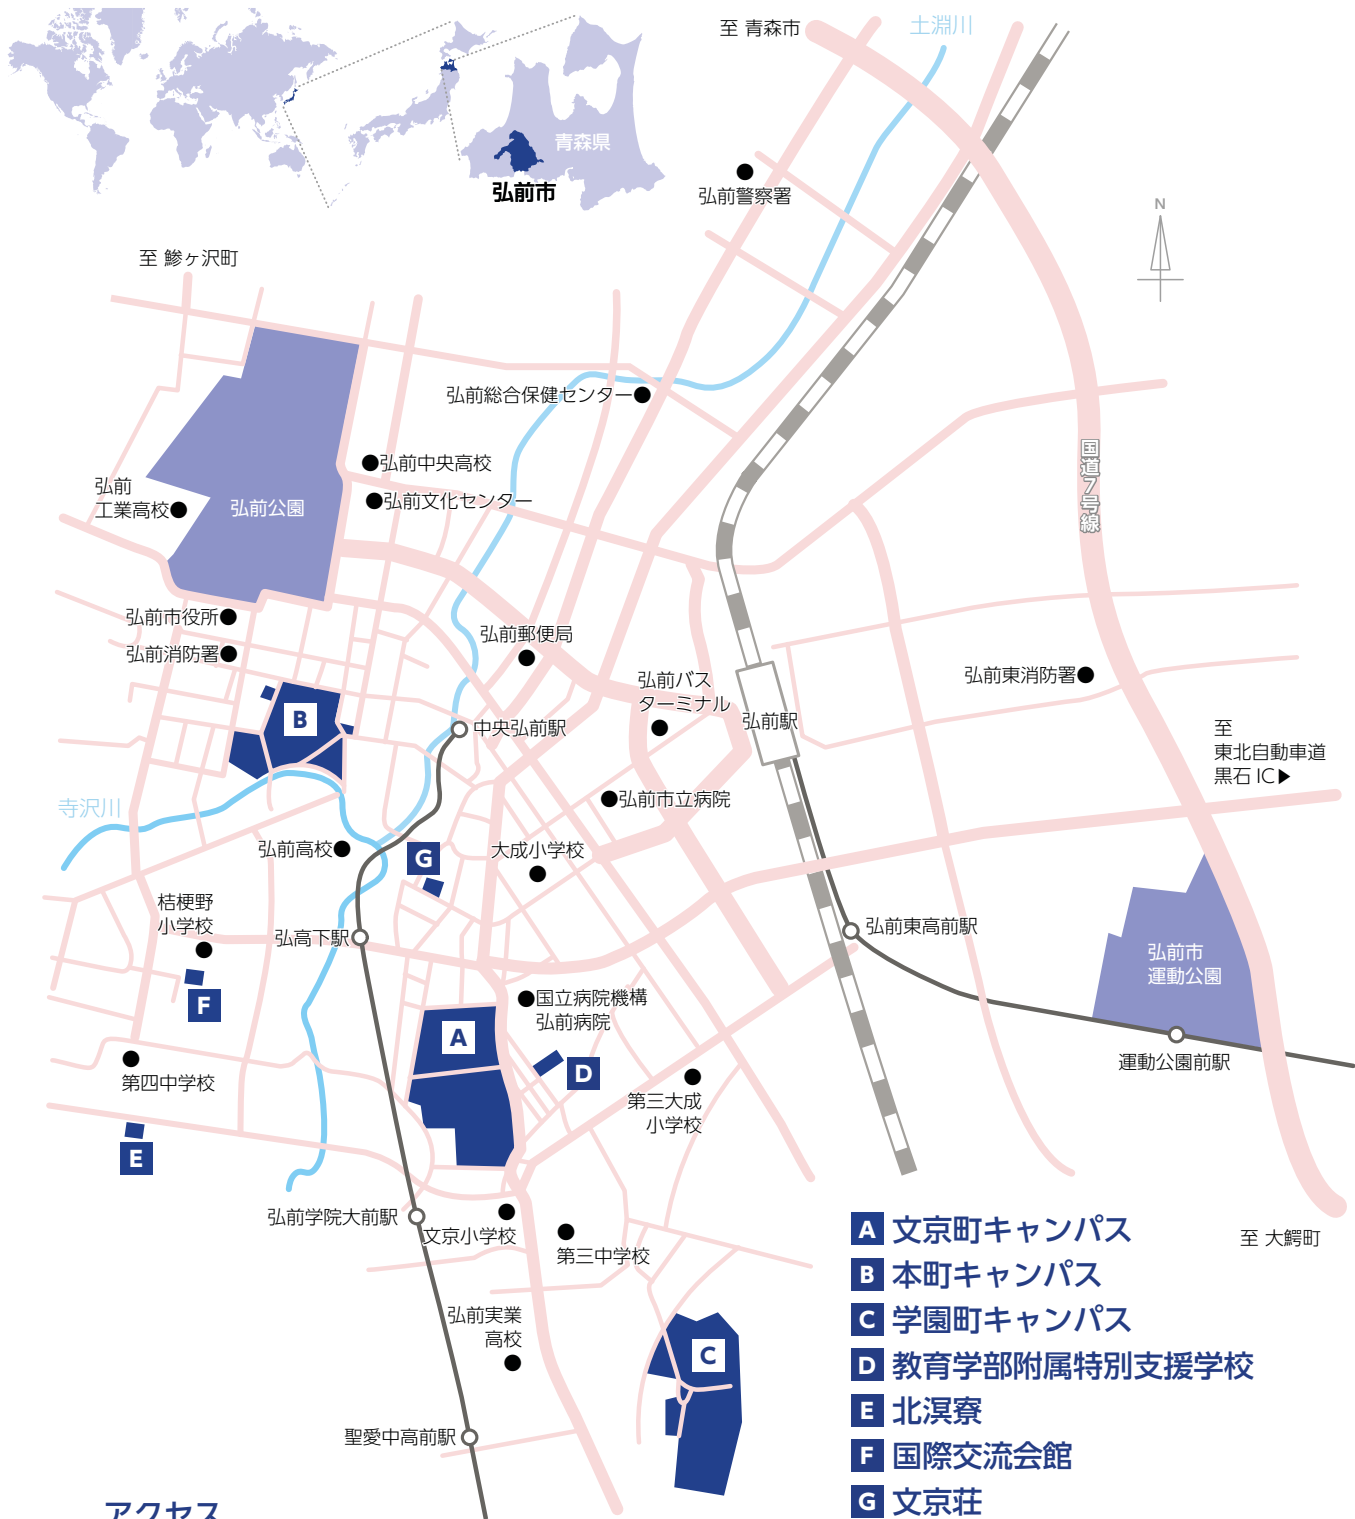 至 青森市
土淵川
青森県
弘前市
弘前警察署
N
至 鰺ヶ沢町
弘前総合保健センター
国道7号線
弘前中央高校
弘前
工業高校
弘前文化センター
弘前公園
弘前市役所
弘前郵便局
弘前消防署
弘前バス
ターミナル
弘前東消防署
B
弘前駅
中央弘前駅
至
東北自動車道
黒石 IC▶
寺沢川
弘前市立病院
弘前高校
G
大成小学校
桔梗野
小学校
弘高下駅
弘前東高前駅
弘前市
運動公園
F
国立病院機構
弘前病院
A
D
運動公園前駅
第四中学校
第三大成
小学校
E
弘前学院大前駅
文京小学校
第三中学校
至 大鰐町
弘前実業
高校
C
聖愛中高前駅
A 文京町キャンパス
B 本町キャンパス
C 学園町キャンパス
D 教育学部附属特別支援学校
E 北溟寮
F 国際交流会館
G 文京荘
アクセス